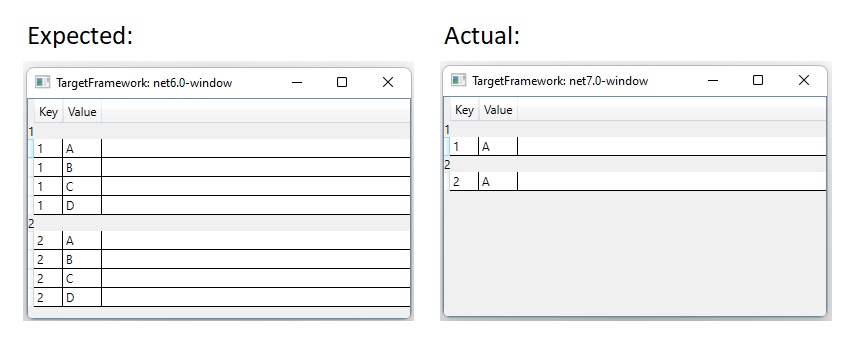 Expected:
TargetFramework: net6.0-window
Key Value
1
1 A
1 B
1 C
1 D
2
2 A
2 B
2 C
2 D
Actual:
TargetFramework: net7.0-window
Key Value
1
1 A
2
2 A